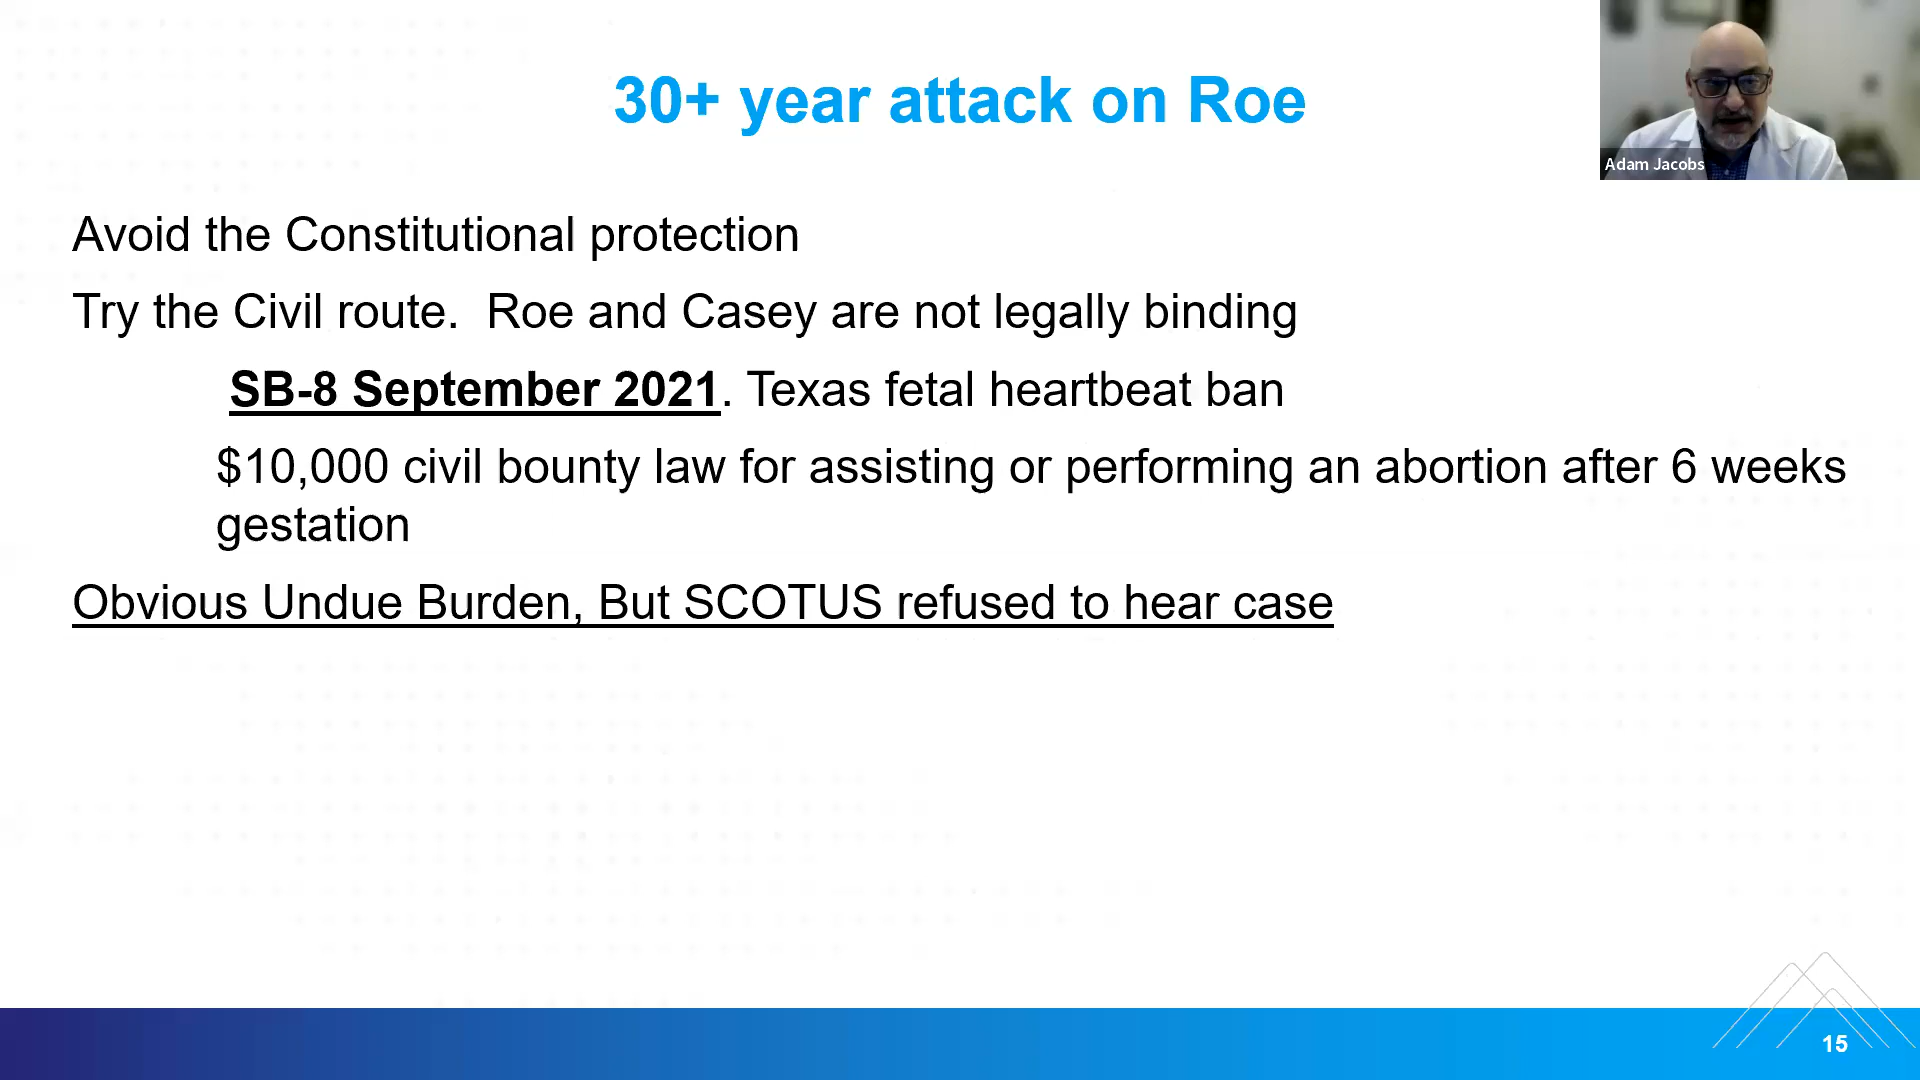 30+ year attack on Roe
Adam Jacobs
Avoid the Constitutional protection
Try the Civil route.  Roe and Casey are not legally binding
SB-8 September 2021. Texas fetal heartbeat ban
$10,000 civil bounty law for assisting or performing an abortion after 6 weeks
gestation
Obvious Undue Burden, But SCOTUS refused to hear case
15